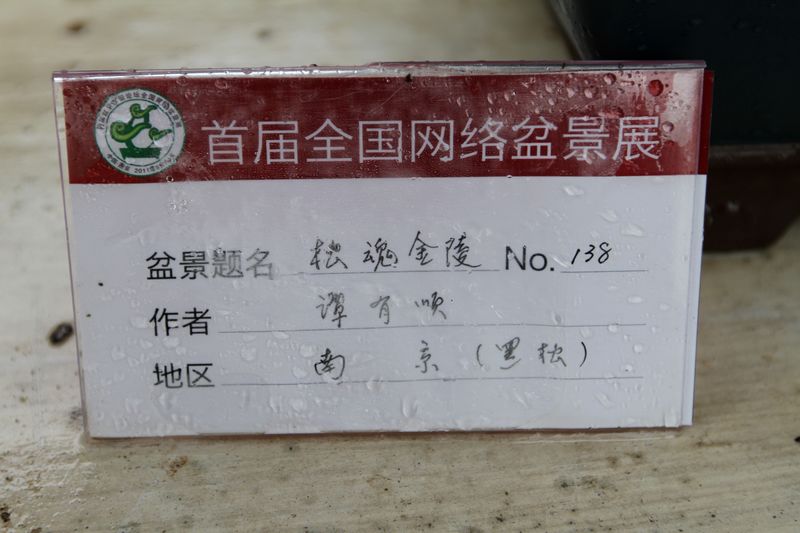 首届全国网络盆景展
盆景题名 松魂金陵 No. 138
作者 谭有顺
地区 南京(黑松)
2011